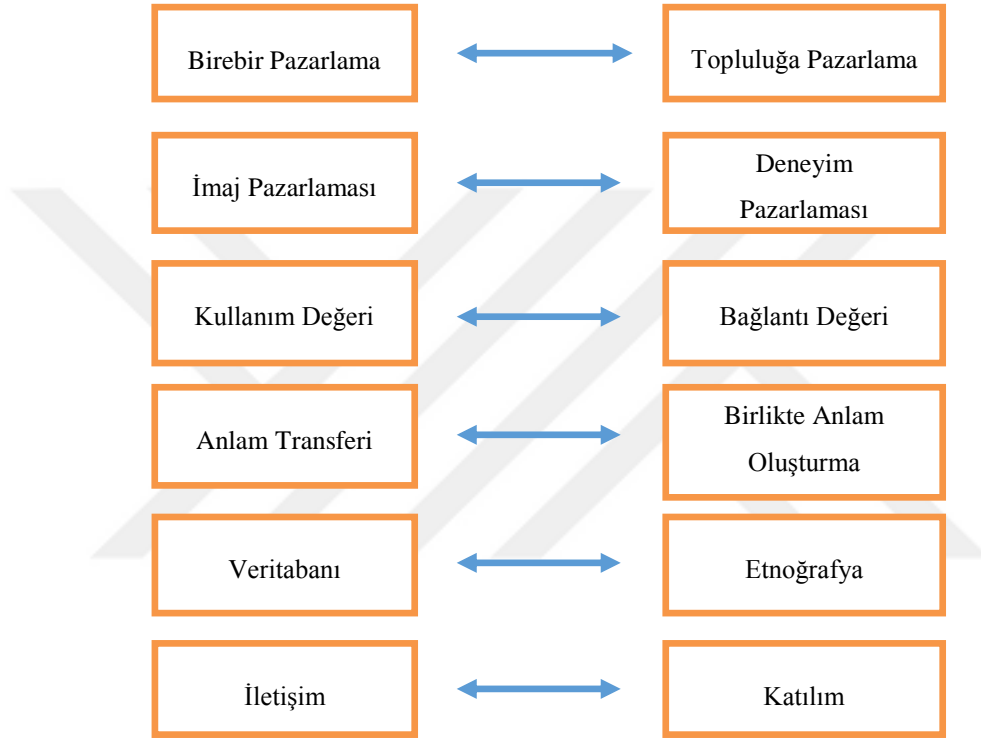 Birebir Pazarlama
Topluluğa Pazarlama
İmaj Pazarlaması
Deneyim
Pazarlaması
Kullanım Değeri
Bağlantı Değeri
Anlam Transferi
Birlikte Anlam
Oluşturma
Veritabanı
Etnoğrafya
İletişim
Katılım